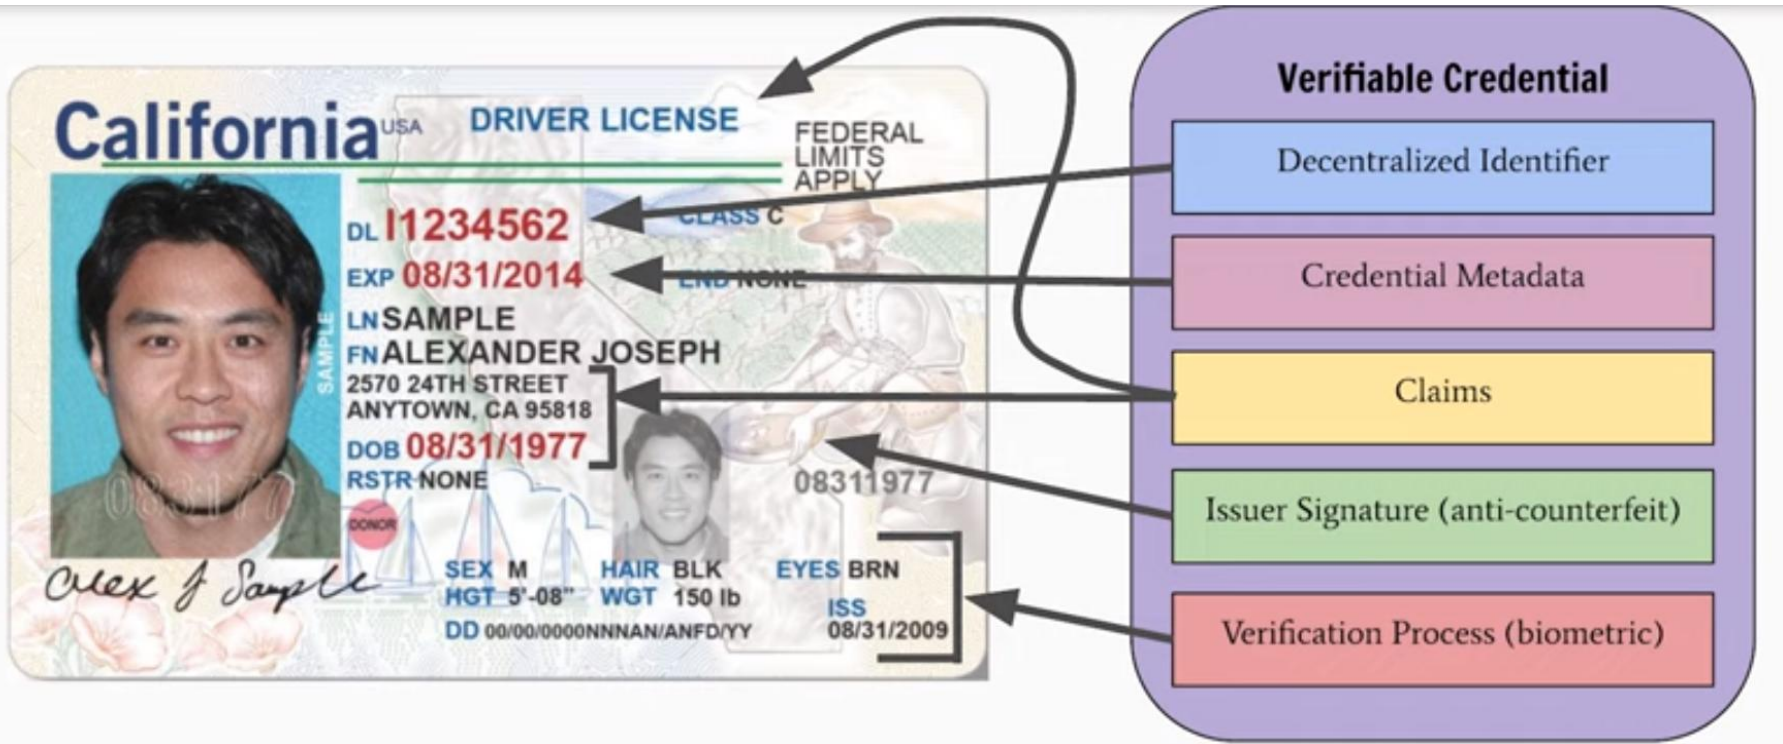 California USA DRIVER LICENSE
FEDERAL
LIMITS
APPLY
DL I1234562
CLASS C
EXP 08/31/2014
END NONE
LN SAMPLE
FN ALEXANDER JOSEPH
2570 24TH STREET
ANYTOWN, CA 95818
DOB 08/31/1977
RSTR NONE
08311977
DONOR
SAMPLE
083177
Alex J Sample
SEX M HAIR BLK EYES BRN
HGT 5'-08" WGT 150 lb
ISS
DD 00/00/0000NNNAN/ANFD/YY
08/31/2009
Verifiable Credential
Decentralized Identifier
Credential Metadata
Claims
Issuer Signature (anti-counterfeit)
Verification Process (biometric)